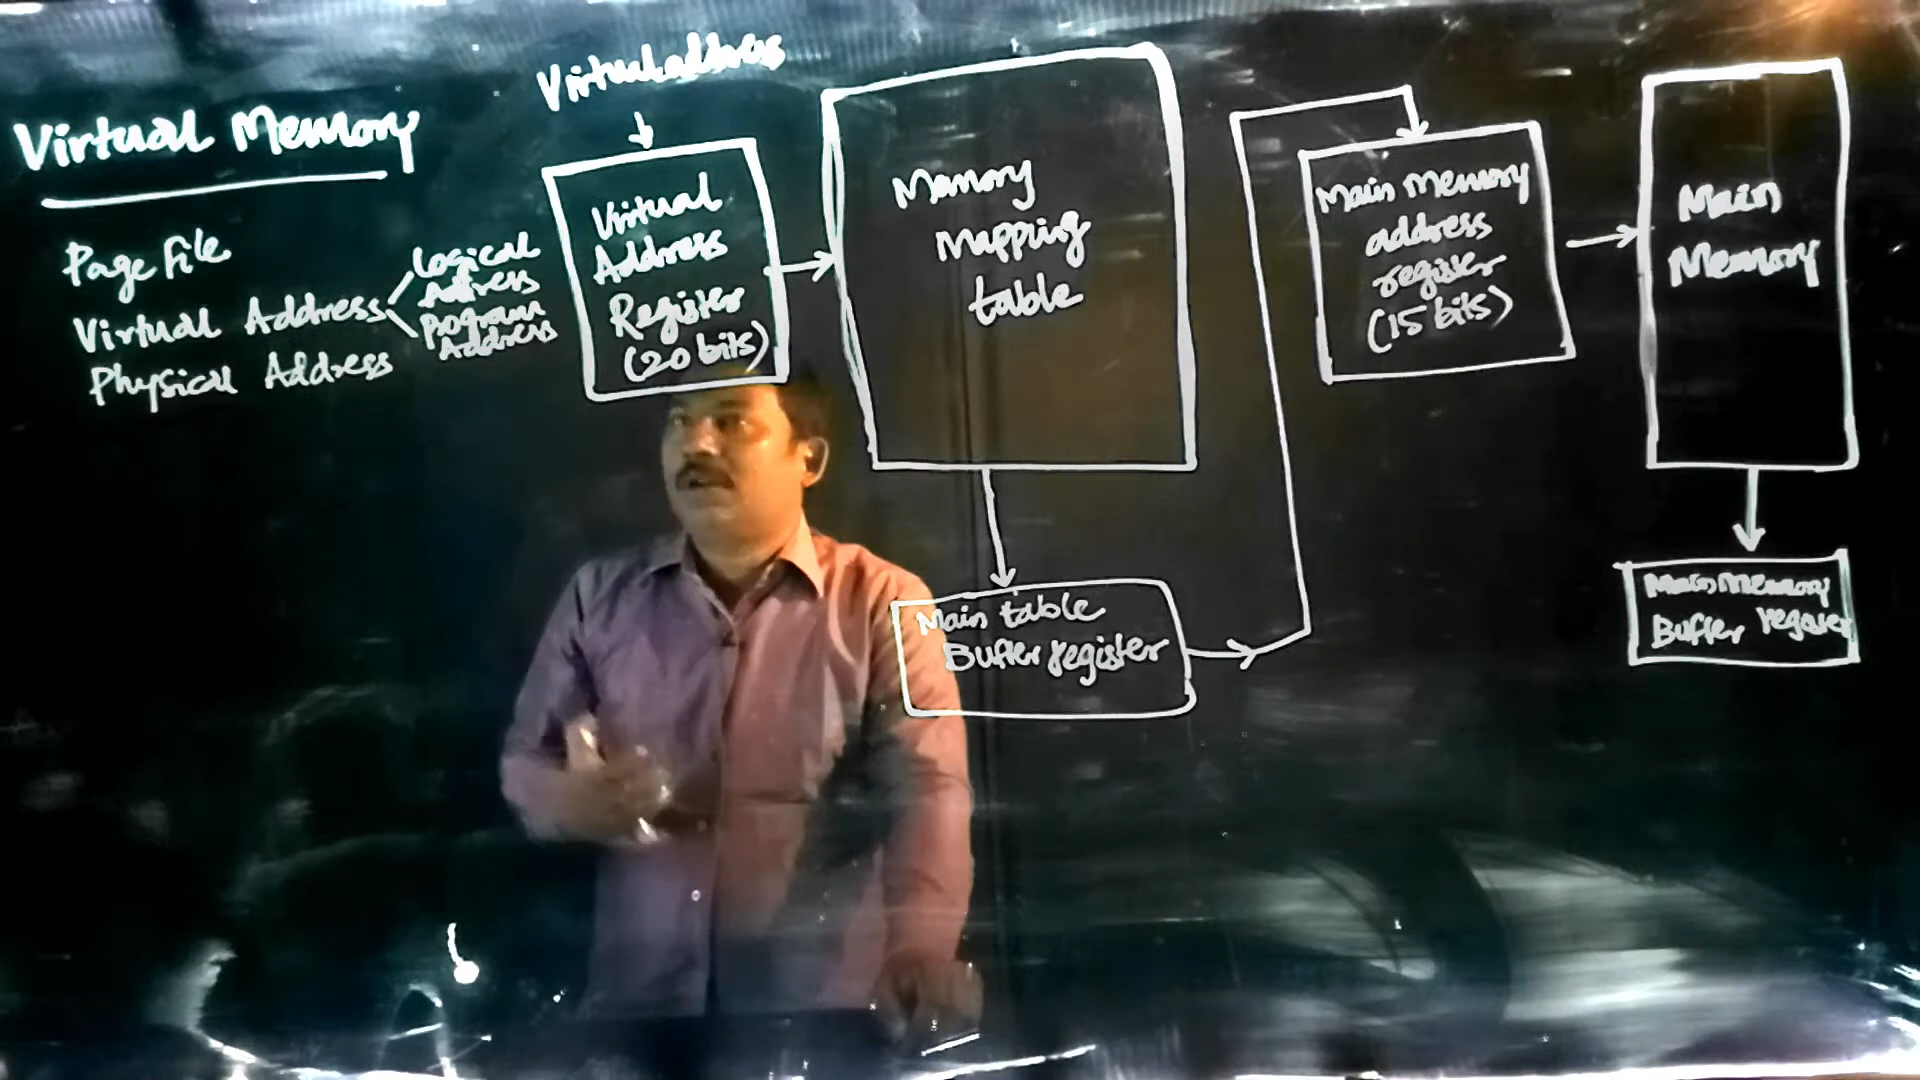 Virtual Memory
Page File
Virtual Address
Logical
Address
Program
Address
Physical Address
Virtual address
Virtual
Address
Register
(20 bits)
Memory
Mapping
table
Main table
Buffer register
Main Memory
address
register
(15 bits)
Main
Memory
Main Memory
Buffer register